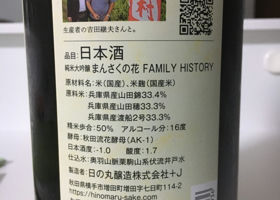 生産者の吉田継夫さんと。
品目:日本酒
純米大吟醸 まんさくの花 FAMILY HISTORY
原材料名:米(国産)、米麹(国産米)
原料米:兵庫県産山田錦33.4%
兵庫県産山田穂33.3%
兵庫県産渡船2号33.3%
精米歩合:50% アルコール分:16度
酵母:秋田流花酵母(AK-1)
日本酒度:-1.0 酸度:1.7
仕込水:奥羽山脈栗駒山系伏流井戸水
日の丸醸造株式会社+J
秋田県横手市増田町増田字七日町114-2
https://hinomaru-sake.com/